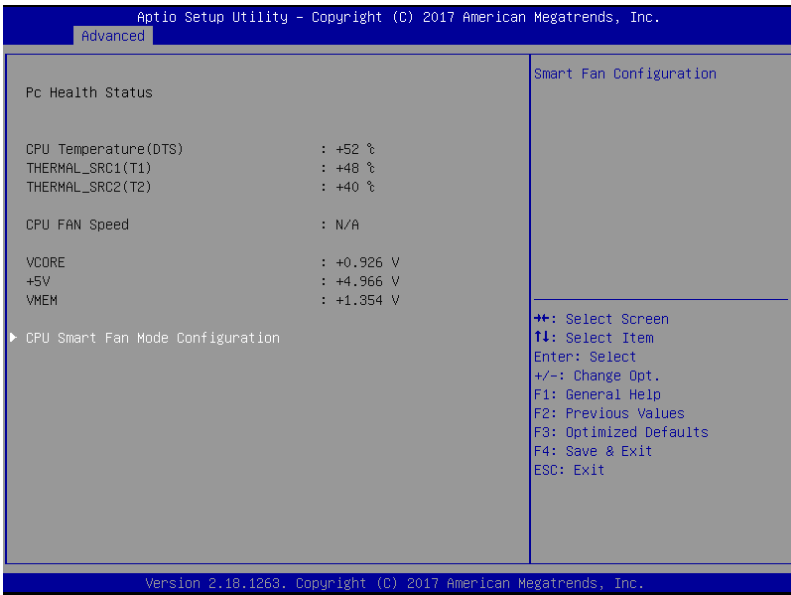 Aptio Setup Utility – Copyright (C) 2017 American Megatrends, Inc.
Advanced
Pc Health Status
CPU Temperature(DTS) : +52 ℃
THERMAL_SRC1(T1) : +48 ℃
THERMAL_SRC2(T2) : +40 ℃
CPU FAN Speed : N/A
VCORE : +0.926 V
+5V : +4.966 V
VMEM : +1.354 V
▶ CPU Smart Fan Mode Configuration
Smart Fan Configuration
→←: Select Screen
↑↓: Select Item
Enter: Select
+/-: Change Opt.
F1: General Help
F2: Previous Values
F3: Optimized Defaults
F4: Save & Exit
ESC: Exit
Version 2.18.1263. Copyright (C) 2017 American Megatrends, Inc.